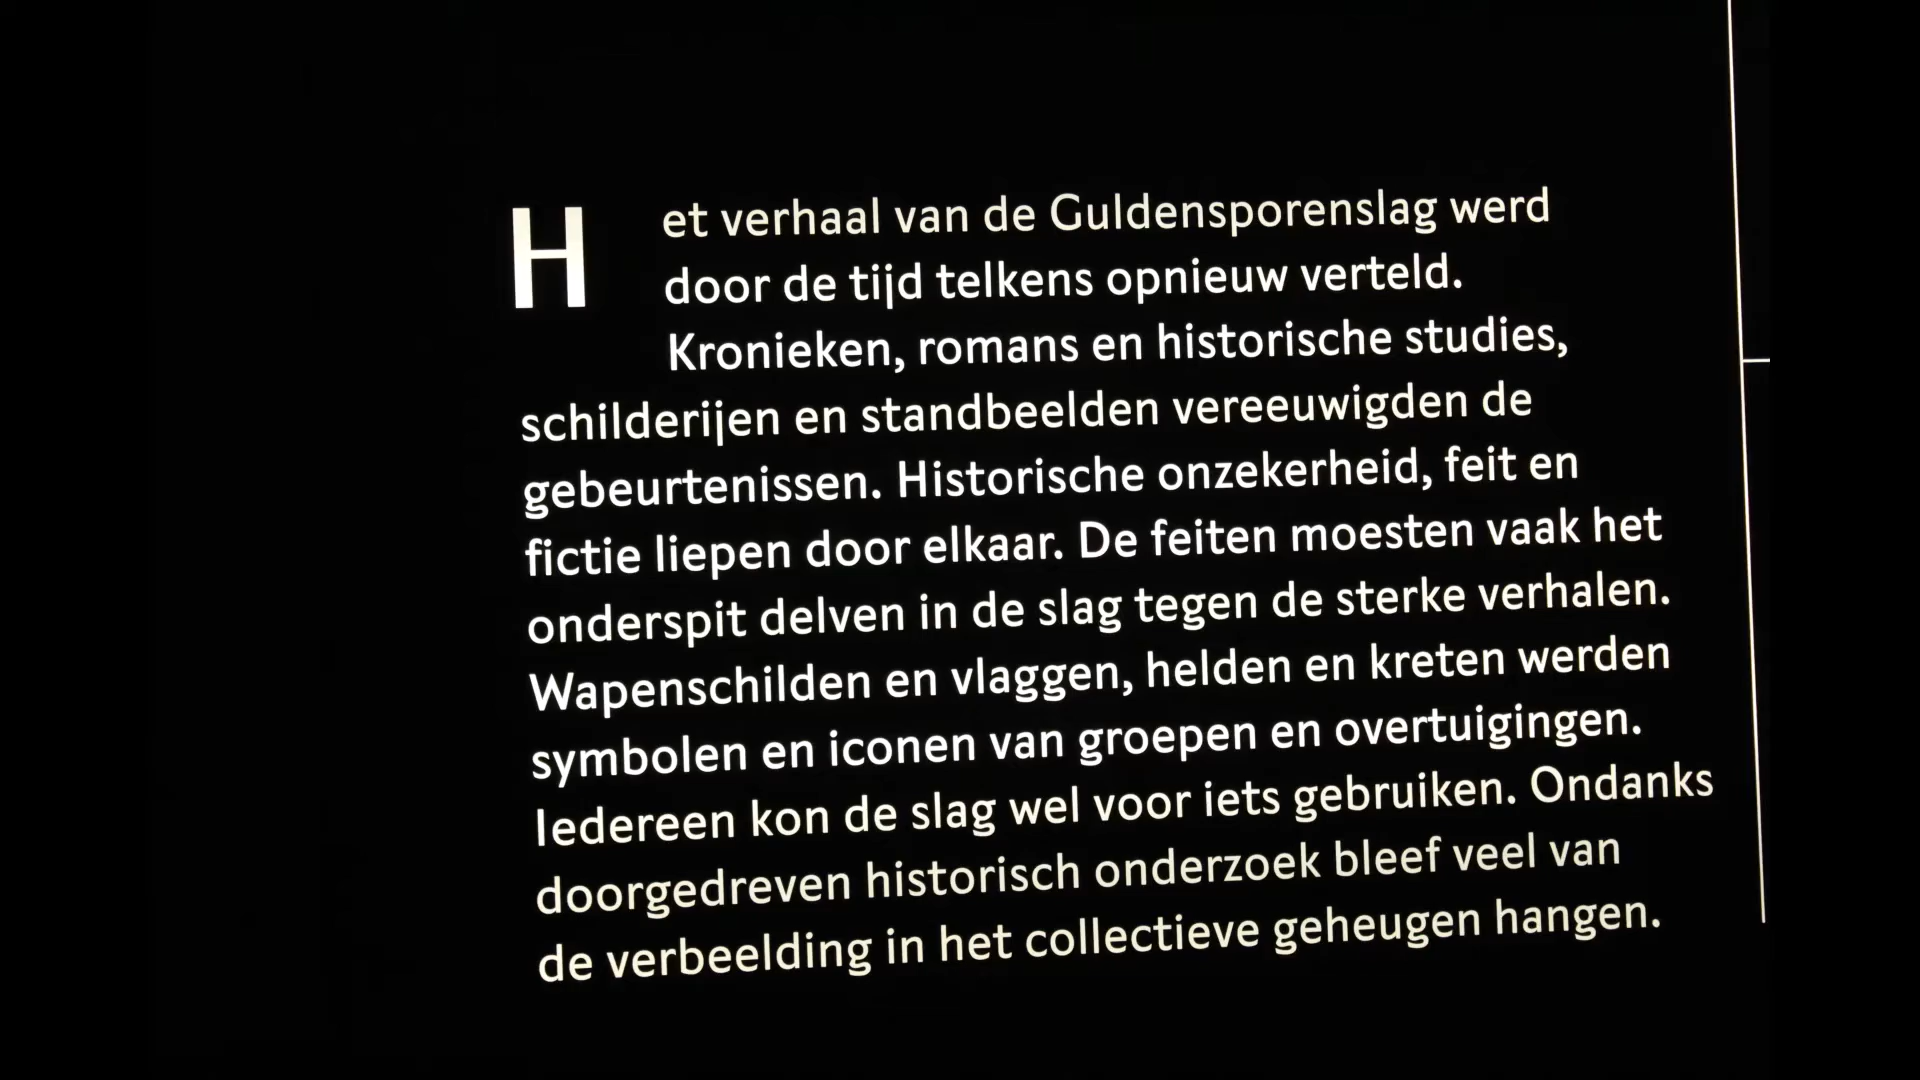 Het verhaal van de Guldensporenslag werd
door de tijd telkens opnieuw verteld.
Kronieken, romans en historische studies,
schilderijen en standbeelden vereeuwigden de
gebeurtenissen. Historische onzekerheid, feit en
fictie liepen door elkaar. De feiten moesten vaak het
onderspit delven in de slag tegen de sterke verhalen.
Wapenschilden en vlaggen, helden en kreten werden
symbolen en iconen van groepen en overtuigingen.
Iedereen kon de slag wel voor iets gebruiken. Ondanks
doorgedreven historisch onderzoek bleef veel van
de verbeelding in het collectieve geheugen hangen.